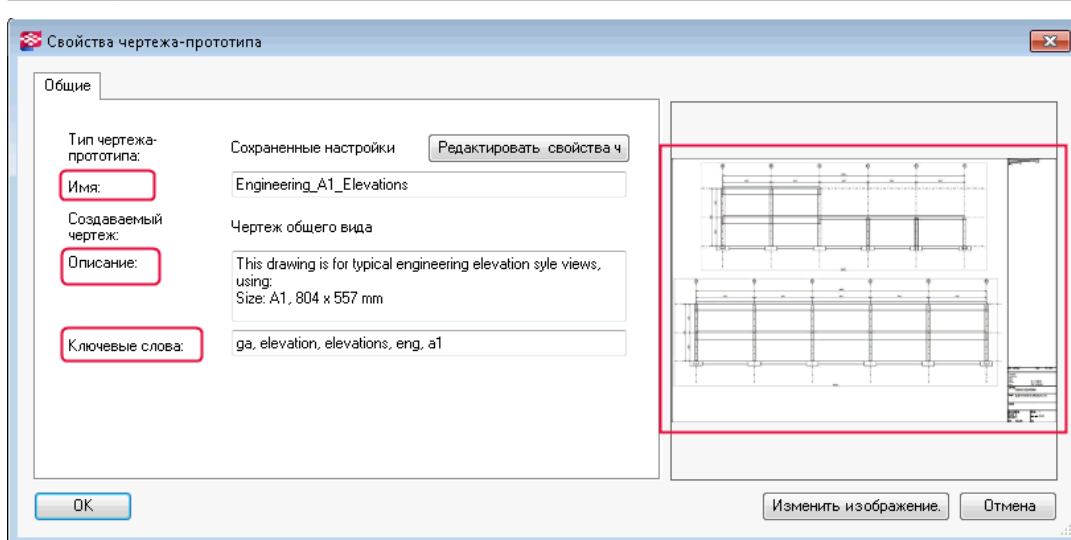 Свойства чертежа-прототипа
Общие
Тип чертежа-
прототипа:
Сохраненные настройки
Редактировать свойства ч
Имя:
Engineering_A1_Elevations
Создаваемый
чертеж:
Чертеж общего вида
Описание:
This drawing is for typical engineering elevation syle views,
using:
Size: A1, 804 x 557 mm
Ключевые слова:
ga, elevation, elevations, eng, a1
OK
Изменить изображение.
Отмена